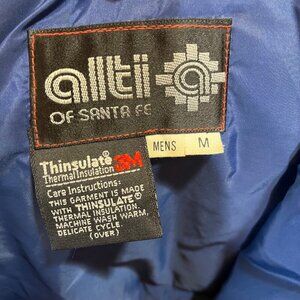 allti
a
OF SANTA FE
MENS M
Thinsulate® 3M
Thermal Insulation
Care Instructions:
THIS GARMENT IS MADE
WITH THINSULATE®
THERMAL INSULATION.
MACHINE WASH WARM,
DELICATE CYCLE.
(OVER)